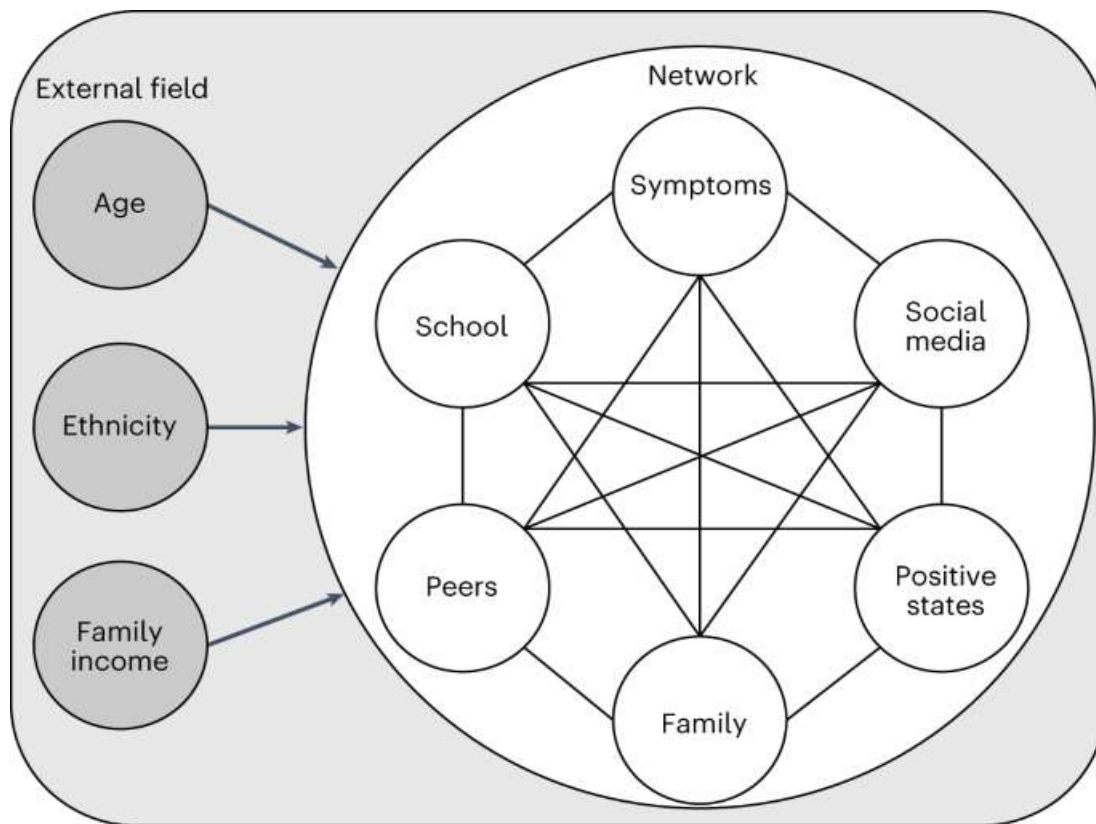 External field
Age
Ethnicity
Family
income
Network
Symptoms
School
Social
media
Peers
Positive
states
Family